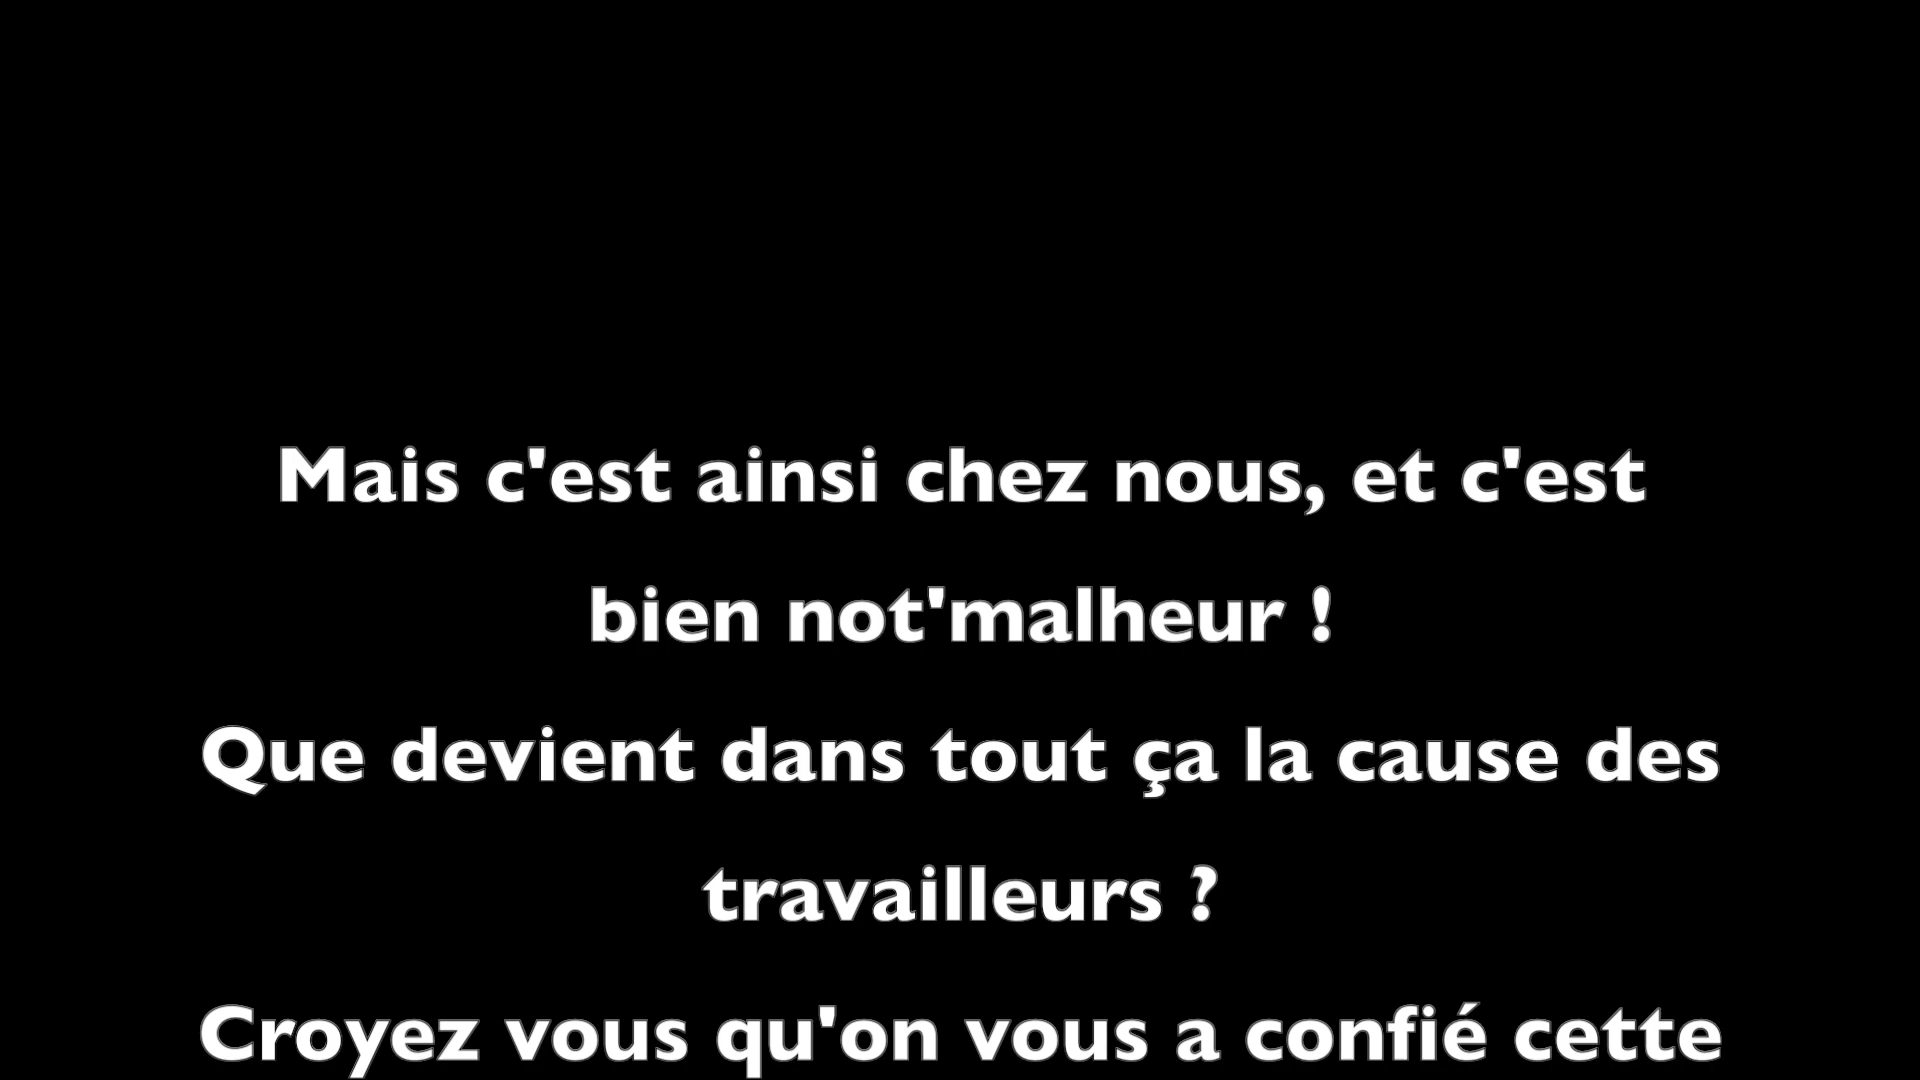 Mais c'est ainsi chez nous, et c'est
bien not'malheur !
Que devient dans tout ça la cause des
travailleurs ?
Croyez vous qu'on vous a confié cette